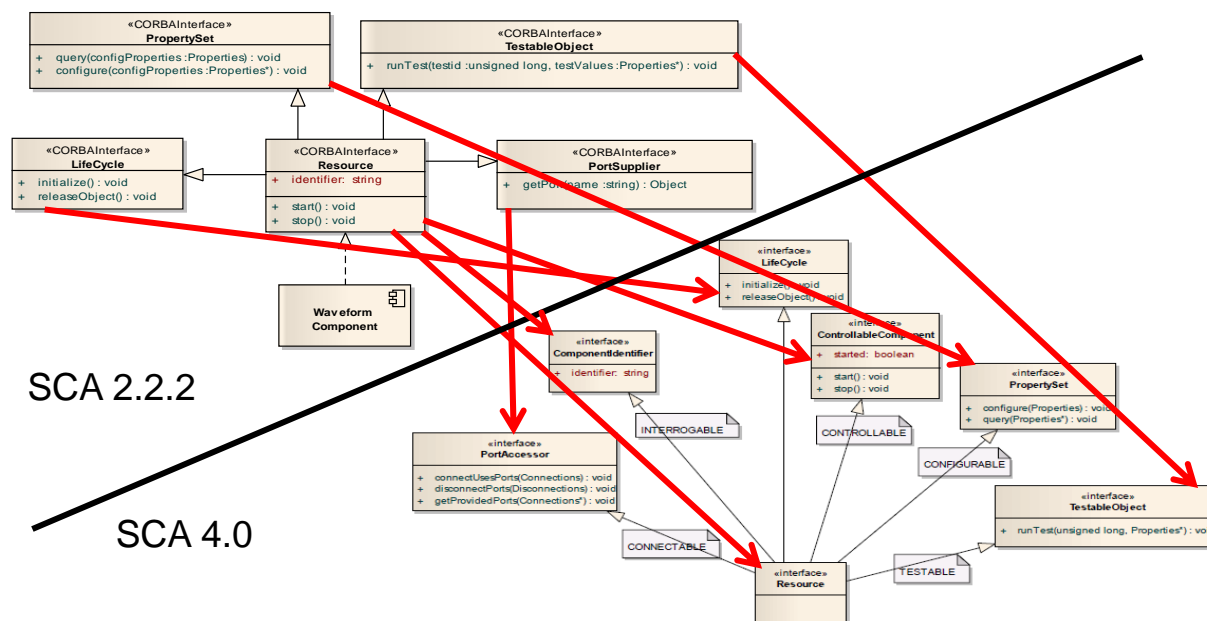 «CORBAInterface»
PropertySet
+ query(configProperties :Properties) : void
+ configure(configProperties :Properties*) : void
«CORBAInterface»
TestableObject
+ runTest(testid :unsigned long, testValues :Properties*) : void
«CORBAInterface»
LifeCycle
+ initialize() : void
+ releaseObject() : void
«CORBAInterface»
Resource
+ identifier: string
+ start() : void
+ stop() : void
«CORBAInterface»
PortSupplier
+ getPort(name :string) : Object
Waveform
Component
SCA 2.2.2
SCA 4.0
«interface»
LifeCycle
+ initialize() : void
+ releaseObject() : void
«interface»
ControllableComponent
+ started: boolean
+ start() : void
+ stop() : void
«interface»
ComponentIdentifier
+ identifier: string
«interface»
PropertySet
+ configure(Properties) : void
+ query(Properties*) : void
INTERROGABLE
CONTROLLABLE
CONFIGURABLE
«interface»
PortAccessor
+ connectUsesPorts(Connections) : void
+ disconnectPorts(Disconnections) : void
+ getProvidedPorts(Connections*) : void
«interface»
TestableObject
+ runTest(unsigned long, Properties*) : vo
CONNECTABLE
TESTABLE
«interface»
Resource